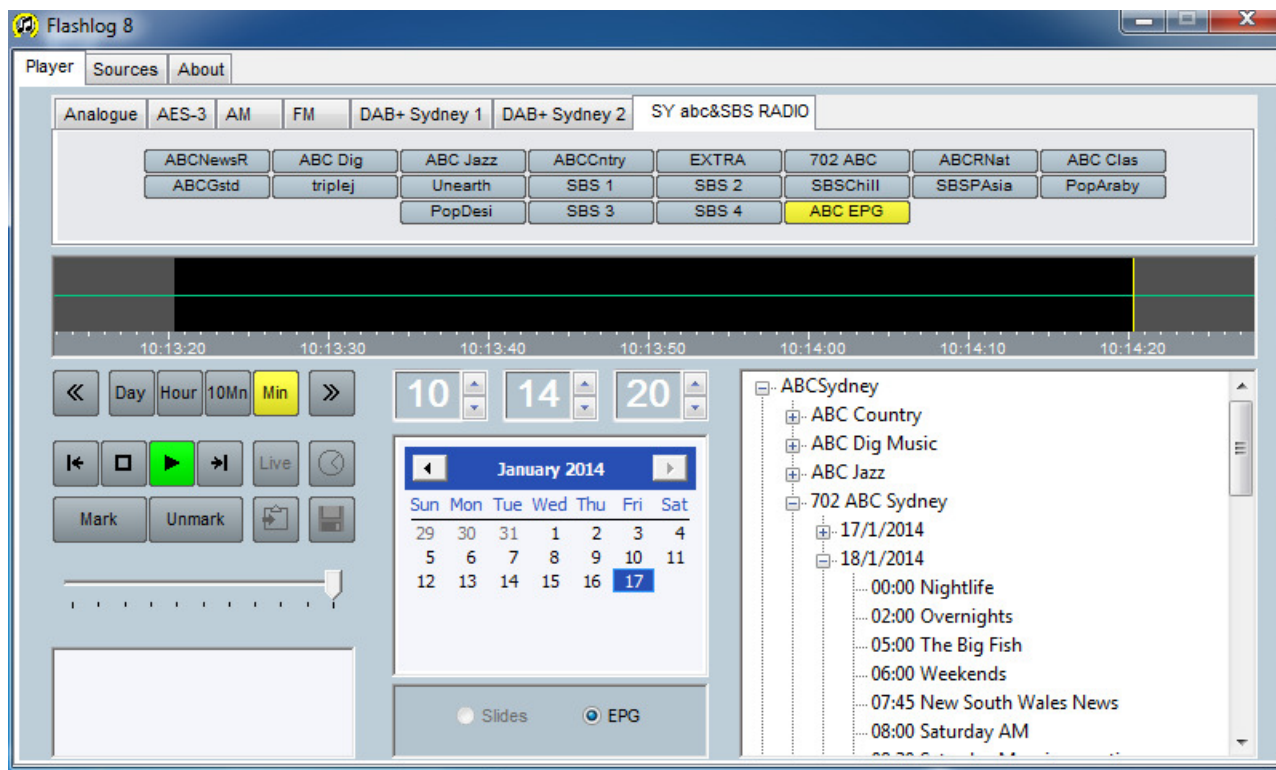 Flashlog 8
Player Sources About
Analogue AES-3 AM FM DAB+ Sydney 1 DAB+ Sydney 2 SY abc&SBS RADIO
ABCNewsR ABC Dig ABC Jazz ABCCntry EXTRA 702 ABC ABCRNat ABC Clas
ABCGstd triplej Unearth SBS 1 SBS 2 SBSChill SBSPAsia PopAraby
PopDesi SBS 3 SBS 4 ABC EPG
10:13:20 10:13:30 10:13:40 10:13:50 10:14:00 10:14:10 10:14:20
Day Hour 10Mn Min
10 14 20
Live
Mark Unmark
January 2014
Sun Mon Tue Wed Thu Fri Sat
29 30 31 1 2 3 4
5 6 7 8 9 10 11
12 13 14 15 16 17
Slides EPG
ABCSydney
ABC Country
ABC Dig Music
ABC Jazz
702 ABC Sydney
17/1/2014
18/1/2014
00:00 Nightlife
02:00 Overnights
05:00 The Big Fish
06:00 Weekends
07:45 New South Wales News
08:00 Saturday AM